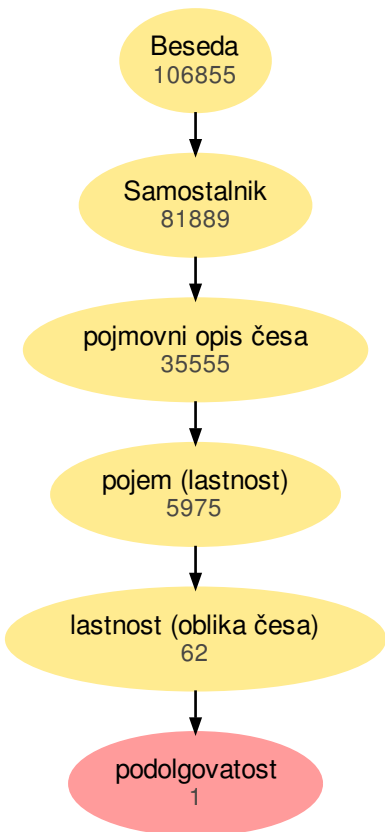 Beseda
106855
Samostalnik
81889
pojmovni opis česa
35555
pojem (lastnost)
5975
lastnost (oblika česa)
62
podolgovatost
1